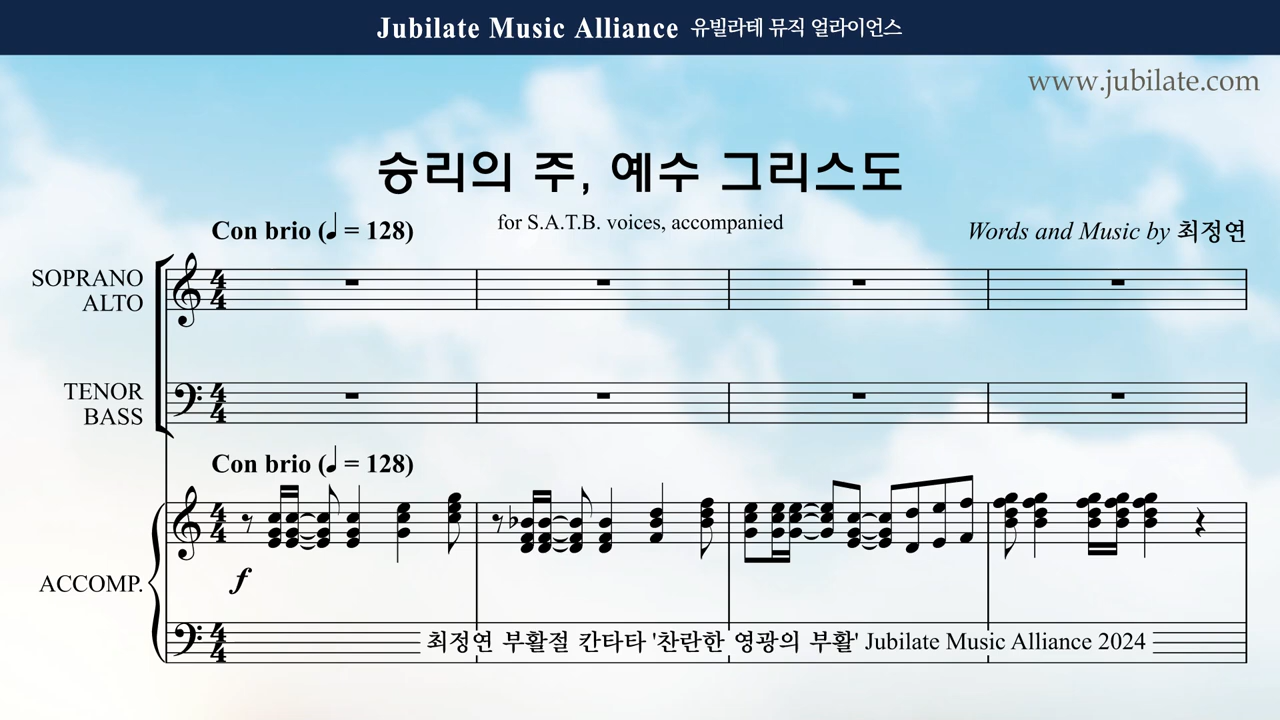 Jubilate Music Alliance 유빌라테 뮤직 얼라이언스
www.jubilate.com
승리의 주, 예수 그리스도
for S.A.T.B. voices, accompanied
Con brio (♩ = 128)
Words and Music by 최정연
SOPRANO
ALTO
TENOR
BASS
Con brio (♩ = 128)
f
ACCOMP.
최정연 부활절 칸타타 '찬란한 영광의 부활' Jubilate Music Alliance 2024